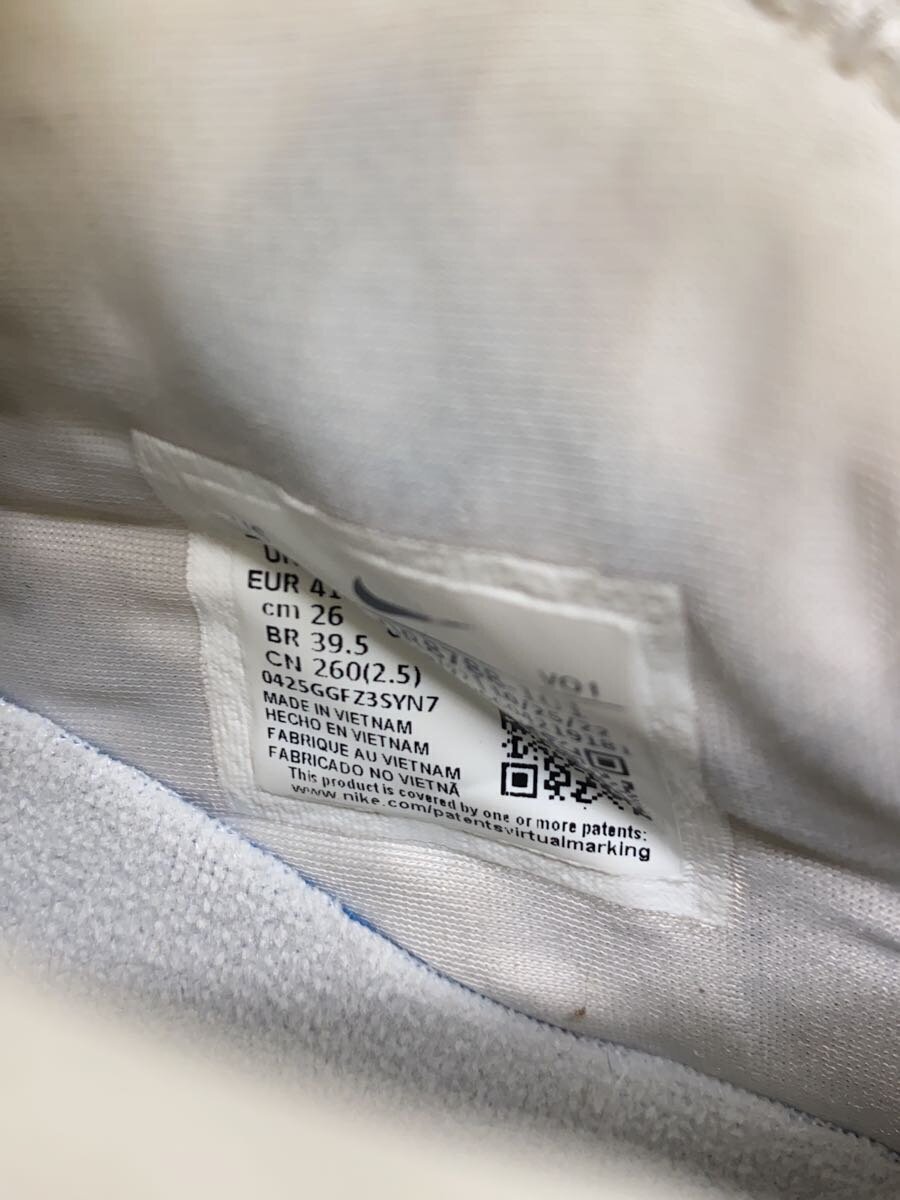 EUR 41
cm 26
BR 39.5
CN 260(2.5)
0425GGFZ3SYN7
MADE IN VIETNAM
HECHO EN VIETNAM
FABRIQUE AU VIETNAM
FABRICADO NO VIETNÃ
This product is covered by one or more patents:
www.nike.com/patentsvirtualmarking